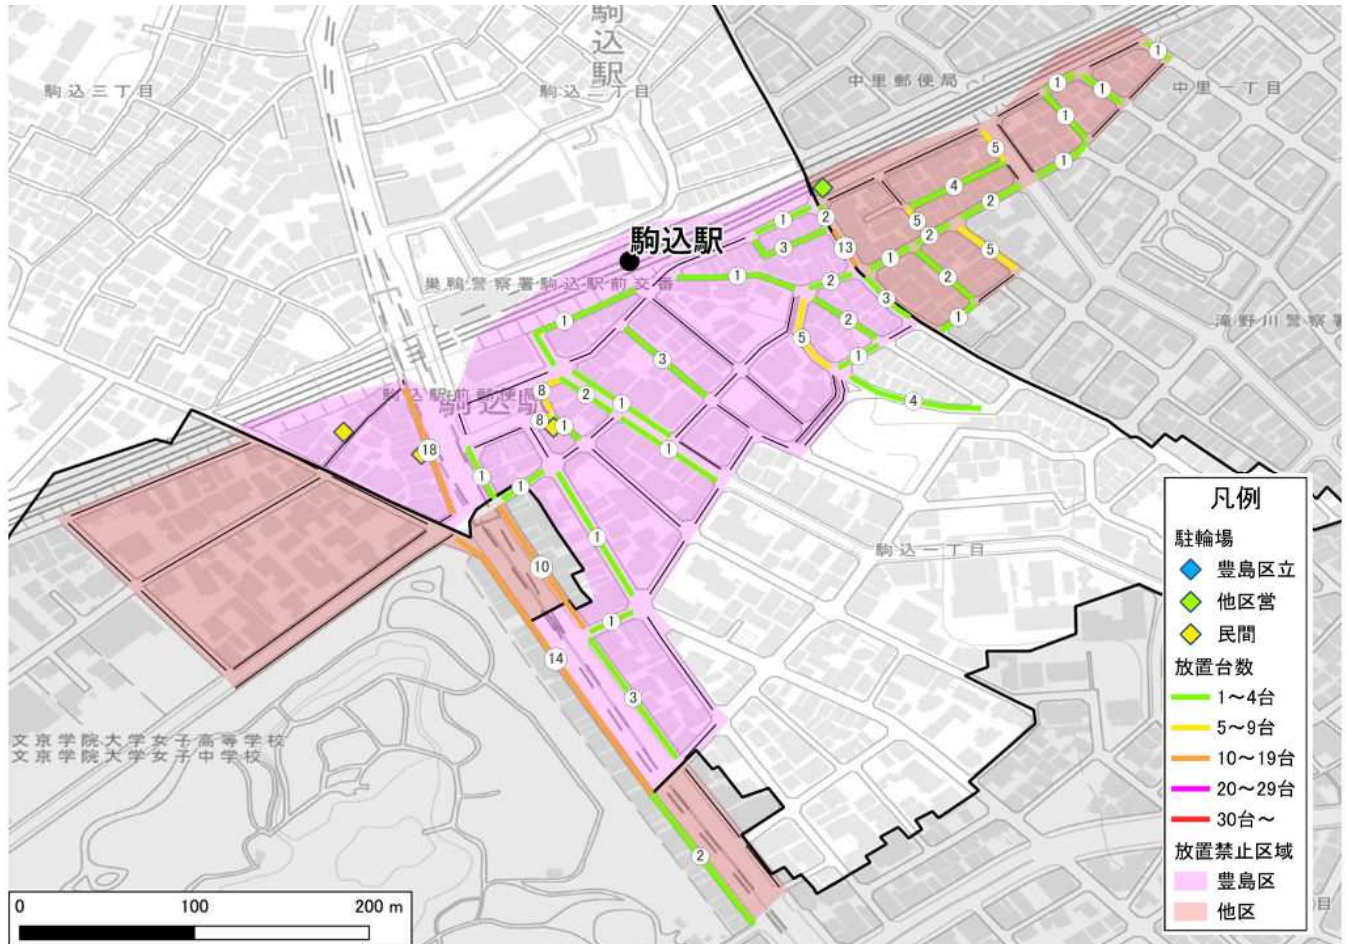 駒込駅
駒込三丁目
駒込二丁目
中里郵便局
中里一丁目
1
1
1
1
5
1
4
2
5
2
1
2
3
13
2
1
5
2
駒込駅
巣鴨警察署駒込駅前交番
1
2
1
3
滝野川警察署
1
2
5
3
1
1
4
駒込駅前郵便局
駒込駅
8
2
1
8
1
1
18
1
1
1
10
駒込一丁目
1
14
3
2
文京学院大学女子高等学校
文京学院大学女子中学校
凡例
駐輪場
豊島区立
他区営
民間
放置台数
1～4台
5～9台
10～19台
20～29台
30台～
放置禁止区域
豊島区
他区
目
0
100
200 m